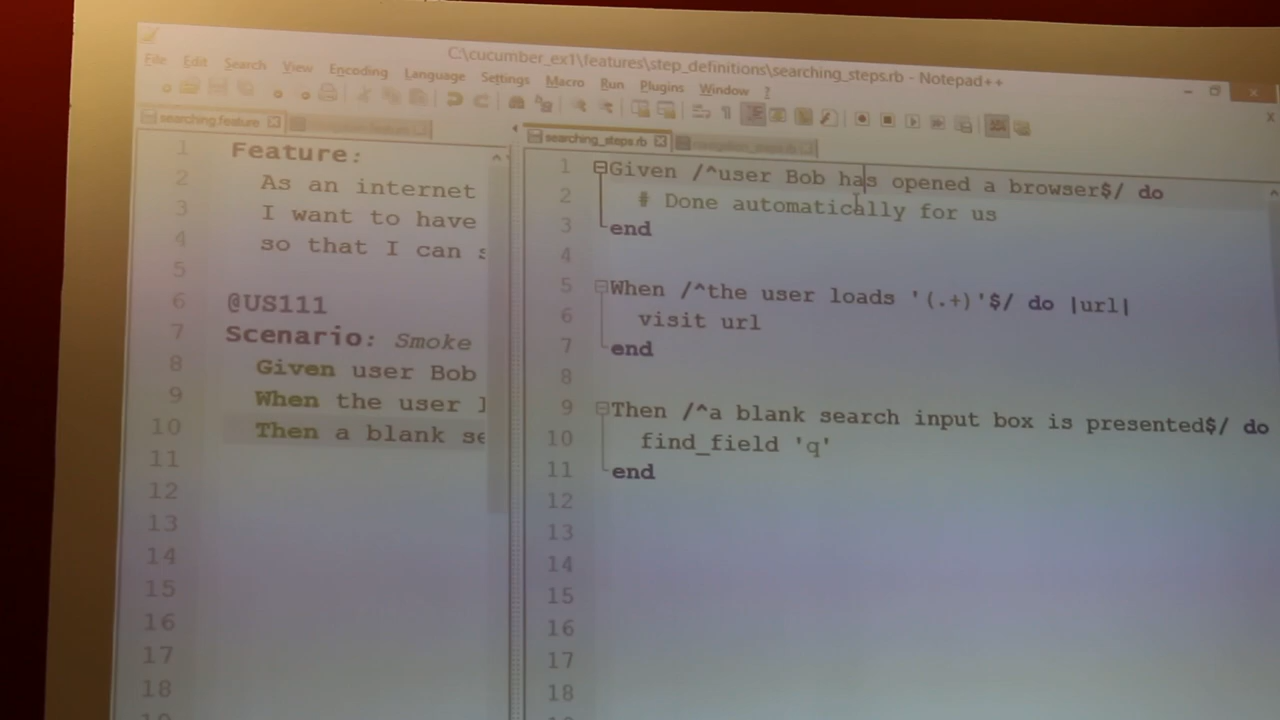 C:\cucumber_ex1\features\step_definitions\searching_steps.rb - Notepad++
File Edit Search View Encoding Language Settings Macro Run Plugins Window ?
X
searching.feature
1 Feature:
2 As an internet
3 I want to have
4 so that I can s
5
6 @US111
7 Scenario: Smoke
8 Given user Bob
9 When the user l
10 Then a blank se
11
12
13
14
15
16
17
18
searching_steps.rb
1 Given /^user Bob has opened a browser$/ do
2 # Done automatically for us
3 end
4
5 When /^the user loads '(.+)'$/ do |url|
6 visit url
7 end
8
9 Then /^a blank search input box is presented$/ do
10 find_field 'q'
11 end
12
13
14
15
16
17
18